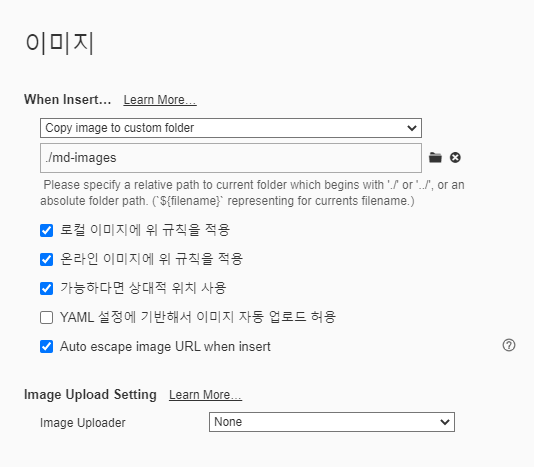 이미지
When Insert... Learn More...
Copy image to custom folder
./md-images
Please specify a relative path to current folder which begins with './' or '../', or an
absolute folder path. (`${filename}` representing for currents filename.)
로컬 이미지에 위 규칙을 적용
온라인 이미지에 위 규칙을 적용
가능하다면 상대적 위치 사용
YAML 설정에 기반해서 이미지 자동 업로드 허용
Auto escape image URL when insert
Image Upload Setting Learn More...
Image Uploader None